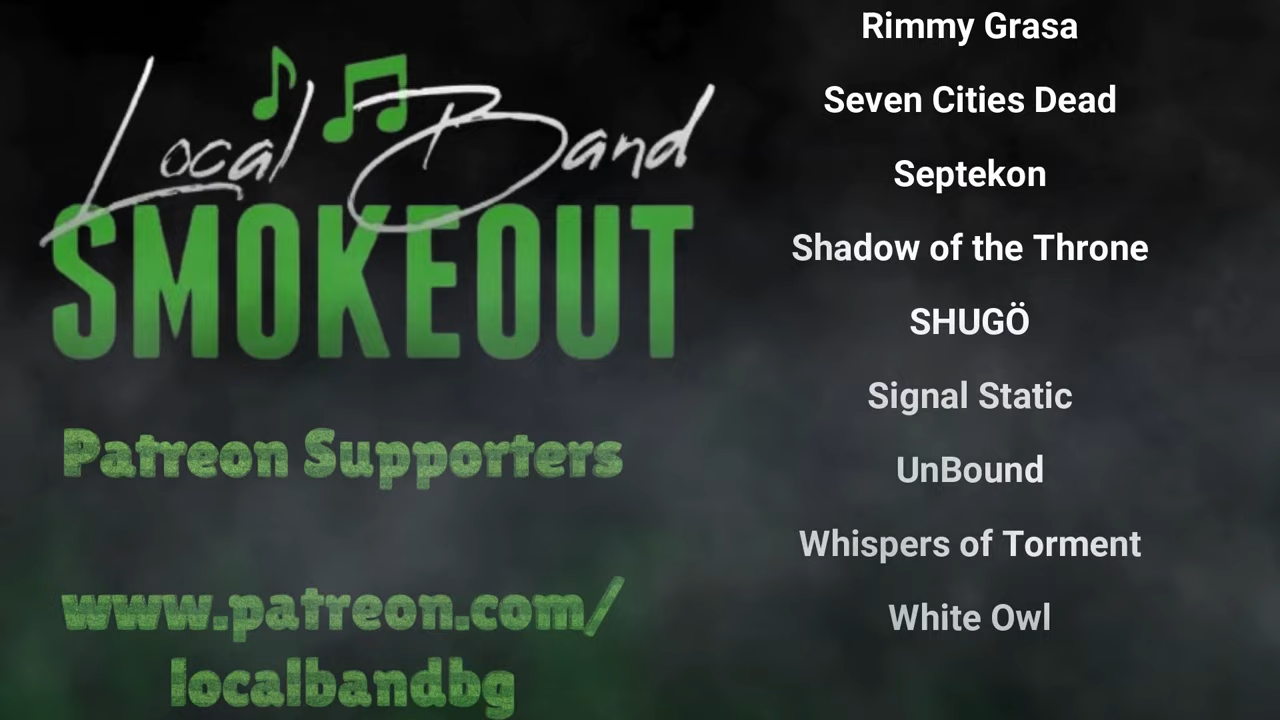 Local Band
SMOKEOUT
Patreon Supporters
www.patreon.com/
localbandbg
Rimmy Grasa
Seven Cities Dead
Septekon
Shadow of the Throne
SHUGÖ
Signal Static
UnBound
Whispers of Torment
White Owl